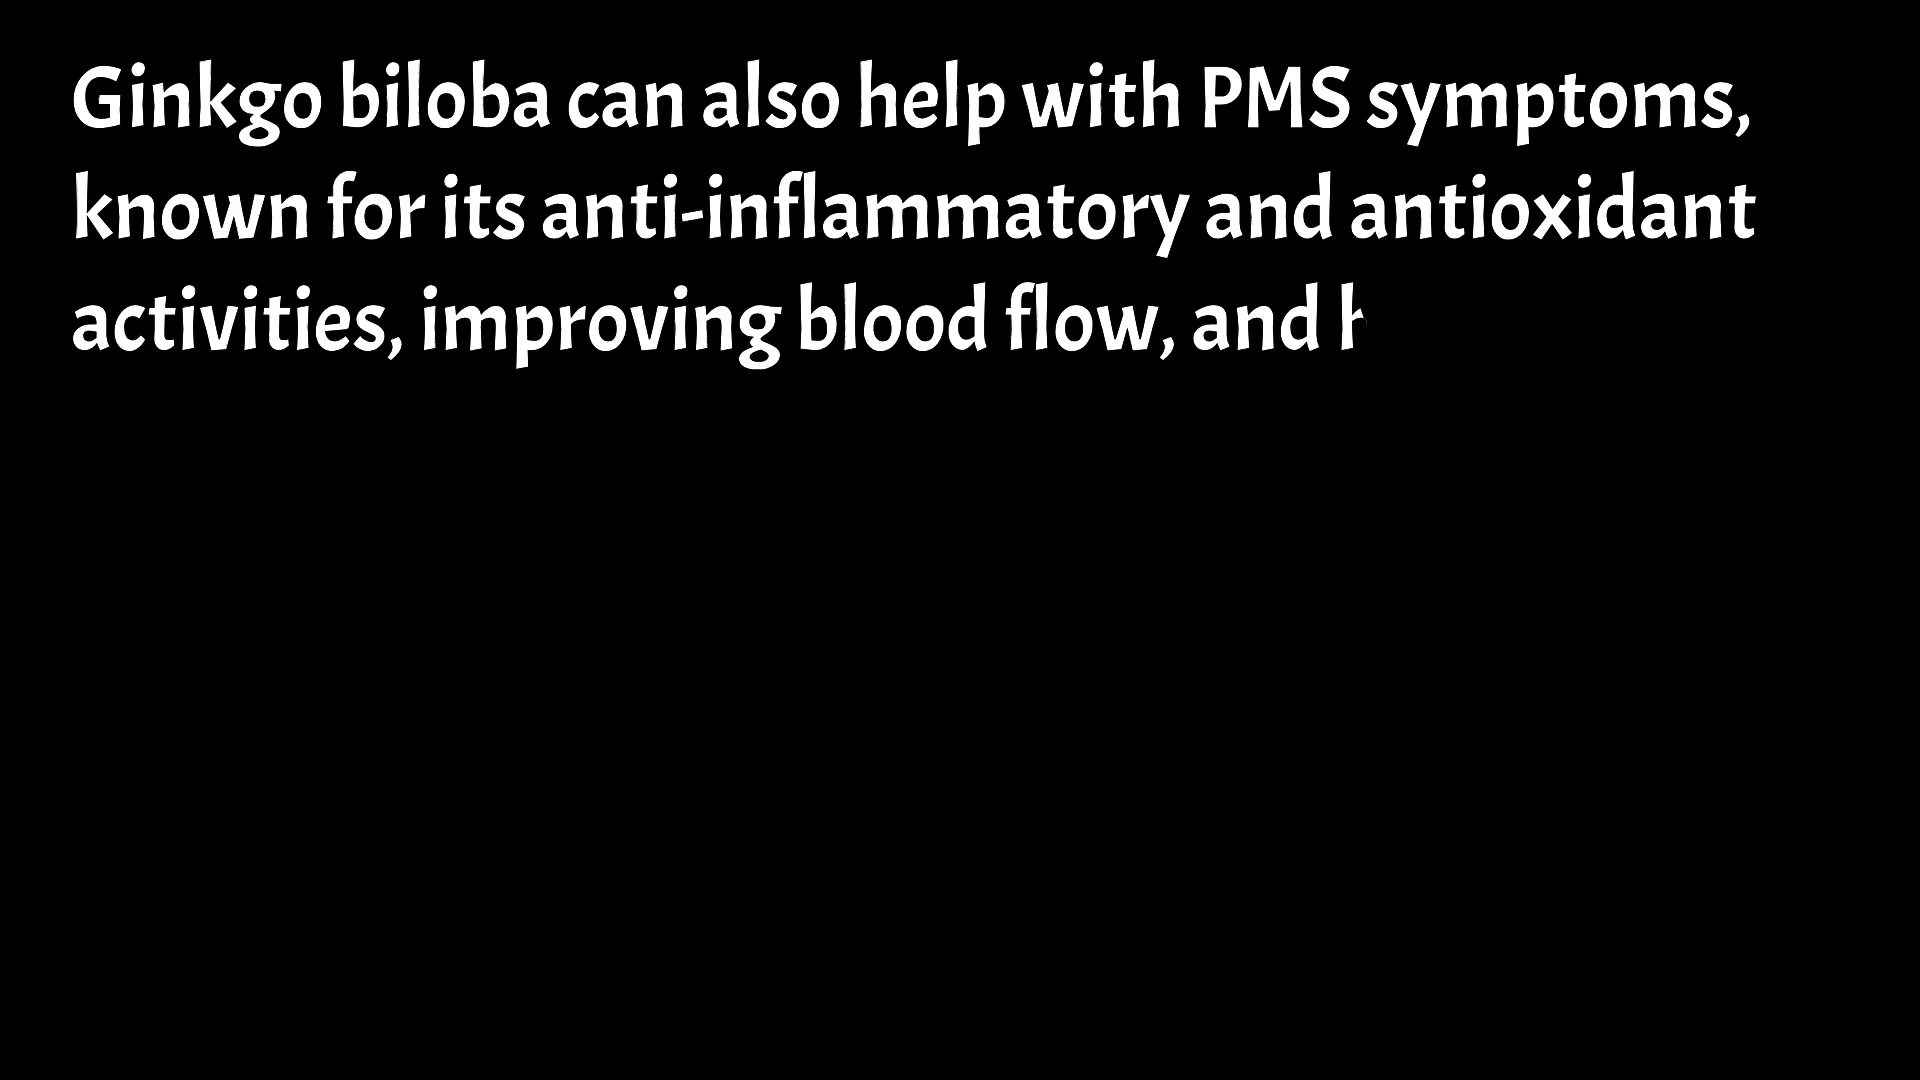 Ginkgo biloba can also help with PMS symptoms,
known for its anti-inflammatory and antioxidant
activities, improving blood flow, and